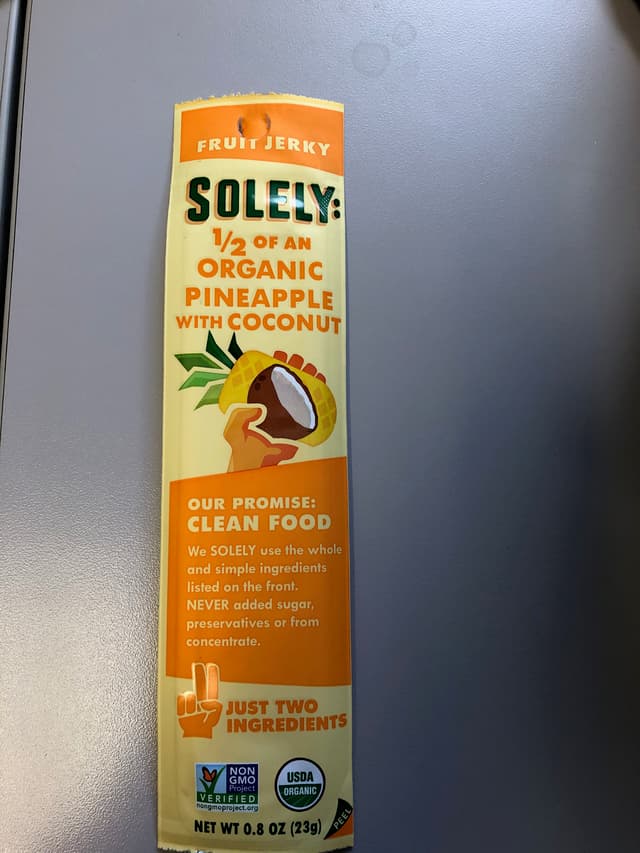 FRUIT JERKY
SOLELY:
1/2 OF AN
ORGANIC
PINEAPPLE
WITH COCONUT
OUR PROMISE:
CLEAN FOOD
We SOLELY use the whole
and simple ingredients
listed on the front.
NEVER added sugar,
preservatives or from
concentrate.
JUST TWO
INGREDIENTS
NON
GMO
Project
VERIFIED
nongmoproject.org
USDA
ORGANIC
NET WT 0.8 OZ (23g)
PEEL